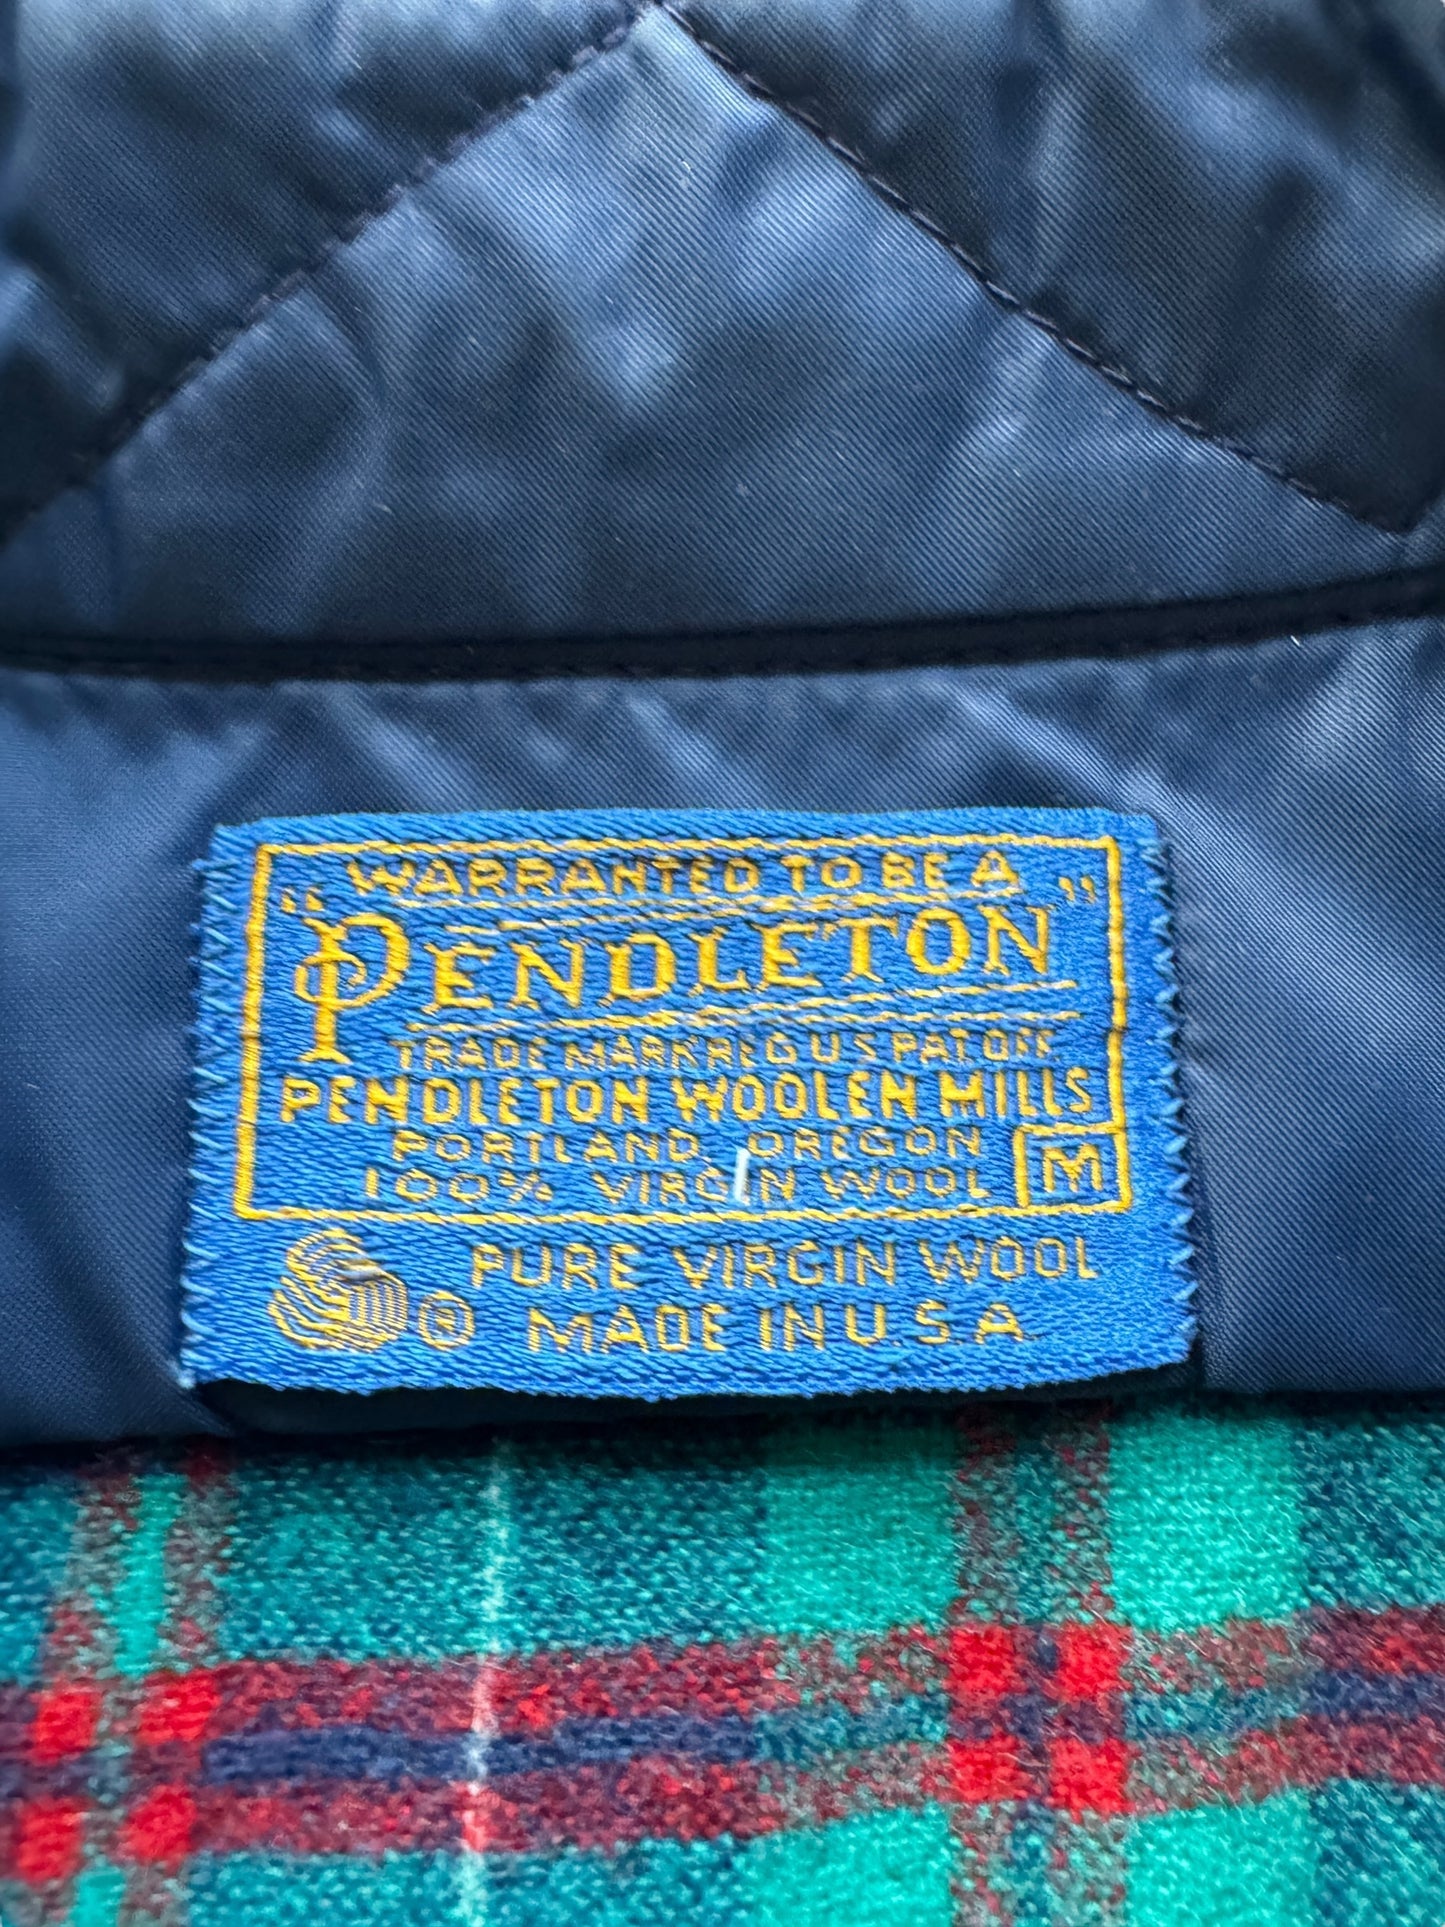 WARRANTED TO BE A
"PENDLETON"
TRADE MARK REG U S PAT. OFF.
PENDLETON WOOLEN MILLS
PORTLAND, OREGON
100% VIRGIN WOOL M
PURE VIRGIN WOOL
® MADE IN U.S.A.